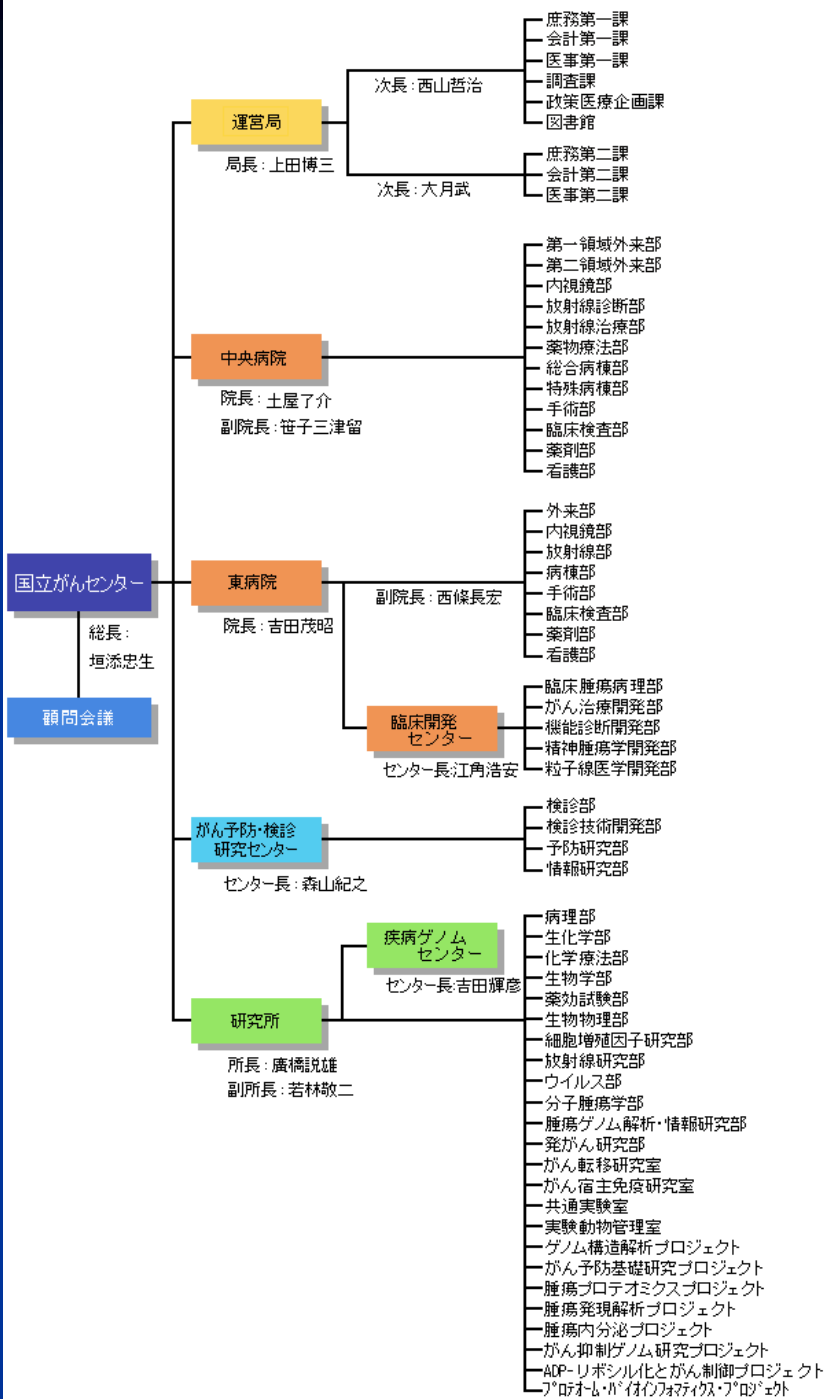 庶務第一課
会計第一課
医事第一課
次長：西山哲治
調査課
政策医療企画課
図書館
運営局
局長：上田博三
庶務第二課
会計第二課
医事第二課
次長：大月武
第一領域外来部
第二領域外来部
内視鏡部
放射線診断部
放射線治療部
薬物療法部
総合病棟部
特殊病棟部
手術部
臨床検査部
薬剤部
看護部
中央病院
院長：土屋了介
副院長：笹子三津留
外来部
内視鏡部
放射線部
病棟部
手術部
臨床検査部
薬剤部
看護部
国立がんセンター
総長：
垣添忠生
顧問会議
東病院
院長：吉田茂昭
副院長：西條長宏
臨床開発
センター
センター長:江角浩安
臨床腫瘍病理部
がん治療開発部
機能診断開発部
精神腫瘍学開発部
粒子線医学開発部
がん予防・検診
研究センター
センター長：森山紀之
検診部
検診技術開発部
予防研究部
情報研究部
疾病ゲノム
センター
センター長:吉田輝彦
研究所
所長：廣橋説雄
副所長：若林敬二
病理部
生化学部
化学療法部
生物学部
薬効試験部
生物物理部
細胞増殖因子研究部
放射線研究部
ウイルス部
分子腫瘍学部
腫瘍ゲノム解析・情報研究部
発がん研究部
がん転移研究室
がん宿主免疫研究室
共通実験室
実験動物管理室
ゲノム構造解析プロジェクト
がん予防基礎研究プロジェクト
腫瘍プロテオミクスプロジェクト
腫瘍発現解析プロジェクト
腫瘍内分泌プロジェクト
がん抑制ゲノム研究プロジェクト
ADP-リボシル化とがん制御プロジェクト
プロテオーム・バイオインフォマティクス・プロジェクト